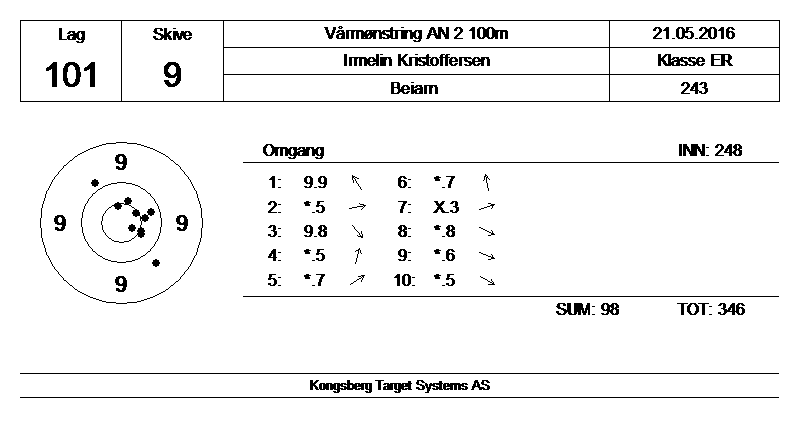 Lag Skive Vårmønstring AN 2 100m 21.05.2016
101 9 Irmelin Kristoffersen Klasse ER
Beiarn 243
Omgang INN: 248
9
9 9
9
1: 9.9 6: *.7
2: *.5 7: X.3
3: 9.8 8: *.8
4: *.5 9: *.6
5: *.7 10: *.5
SUM: 98 TOT: 346
Kongsberg Target Systems AS